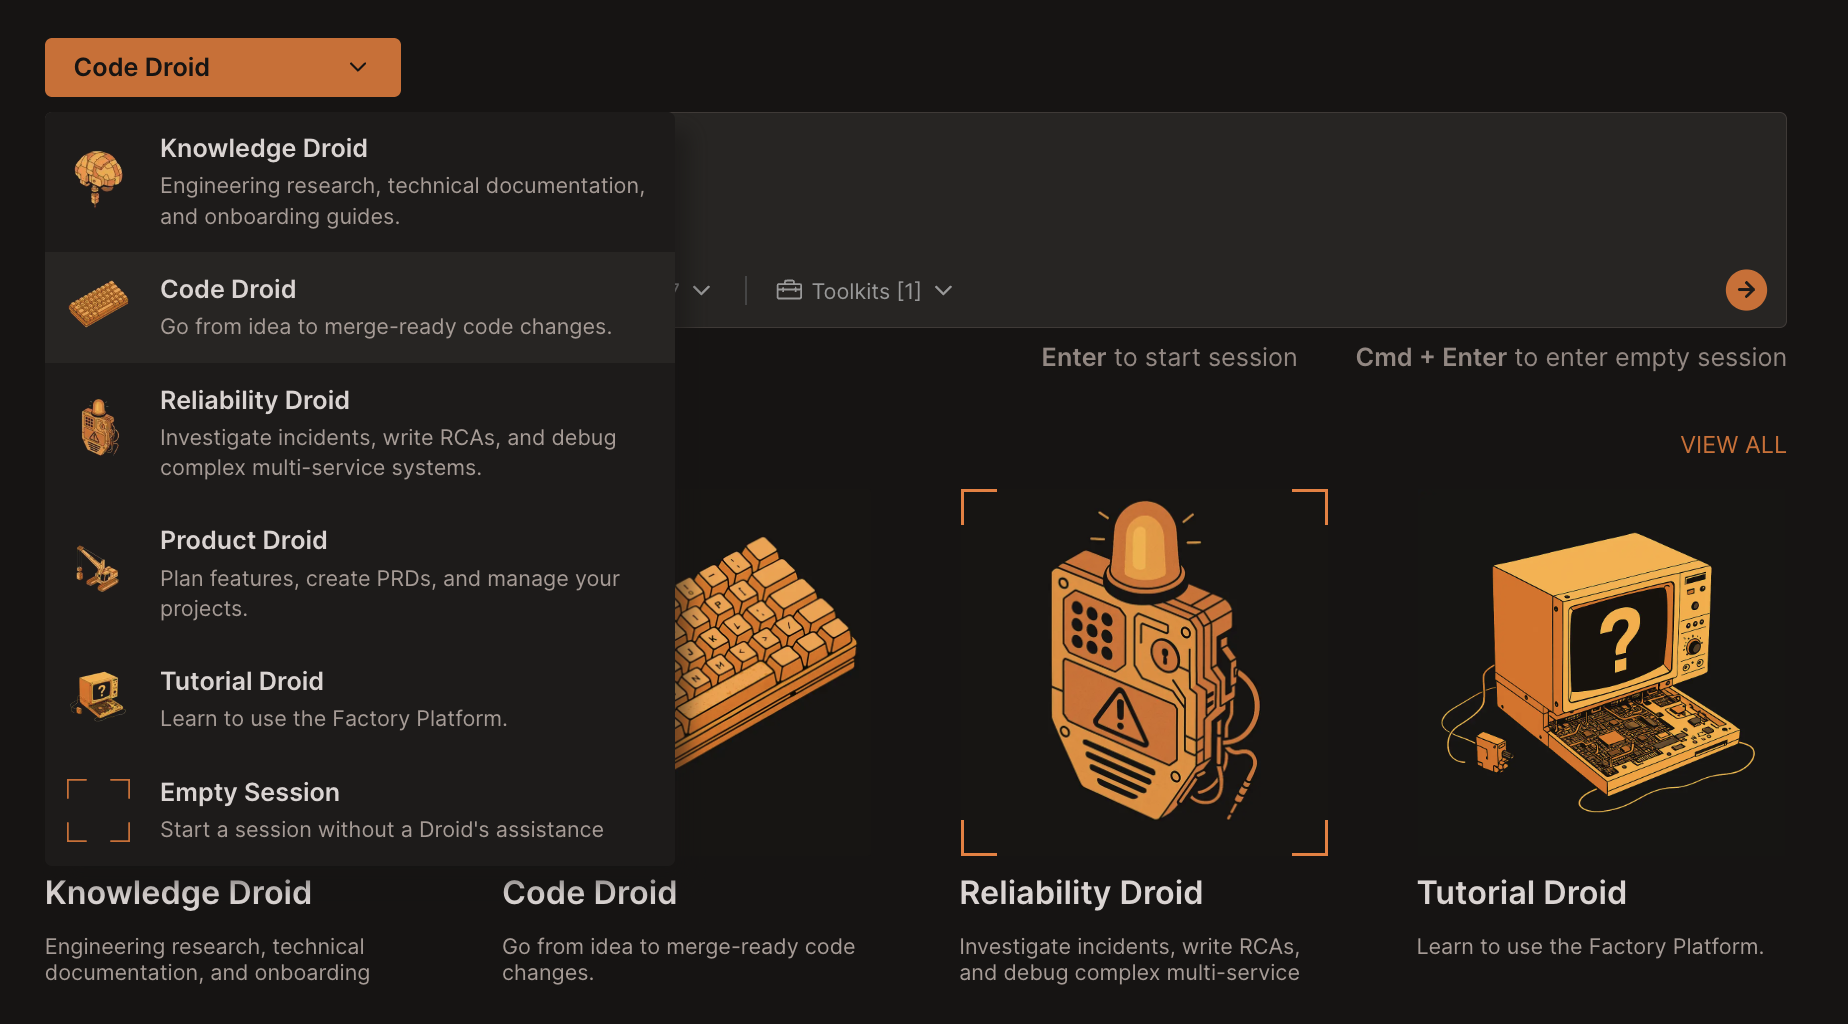 Code Droid
Knowledge Droid
Engineering research, technical documentation,
and onboarding guides.
Code Droid
Go from idea to merge-ready code changes.
Reliability Droid
Investigate incidents, write RCAs, and debug
complex multi-service systems.
Product Droid
Plan features, create PRDs, and manage your
projects.
Tutorial Droid
Learn to use the Factory Platform.
Empty Session
Start a session without a Droid's assistance
Toolkits [1]
Enter to start session
Cmd + Enter to enter empty session
VIEW ALL
?
Knowledge Droid
Engineering research, technical
documentation, and onboarding
Code Droid
Go from idea to merge-ready code
changes.
Reliability Droid
Investigate incidents, write RCAs,
and debug complex multi-service
Tutorial Droid
Learn to use the Factory Platform.